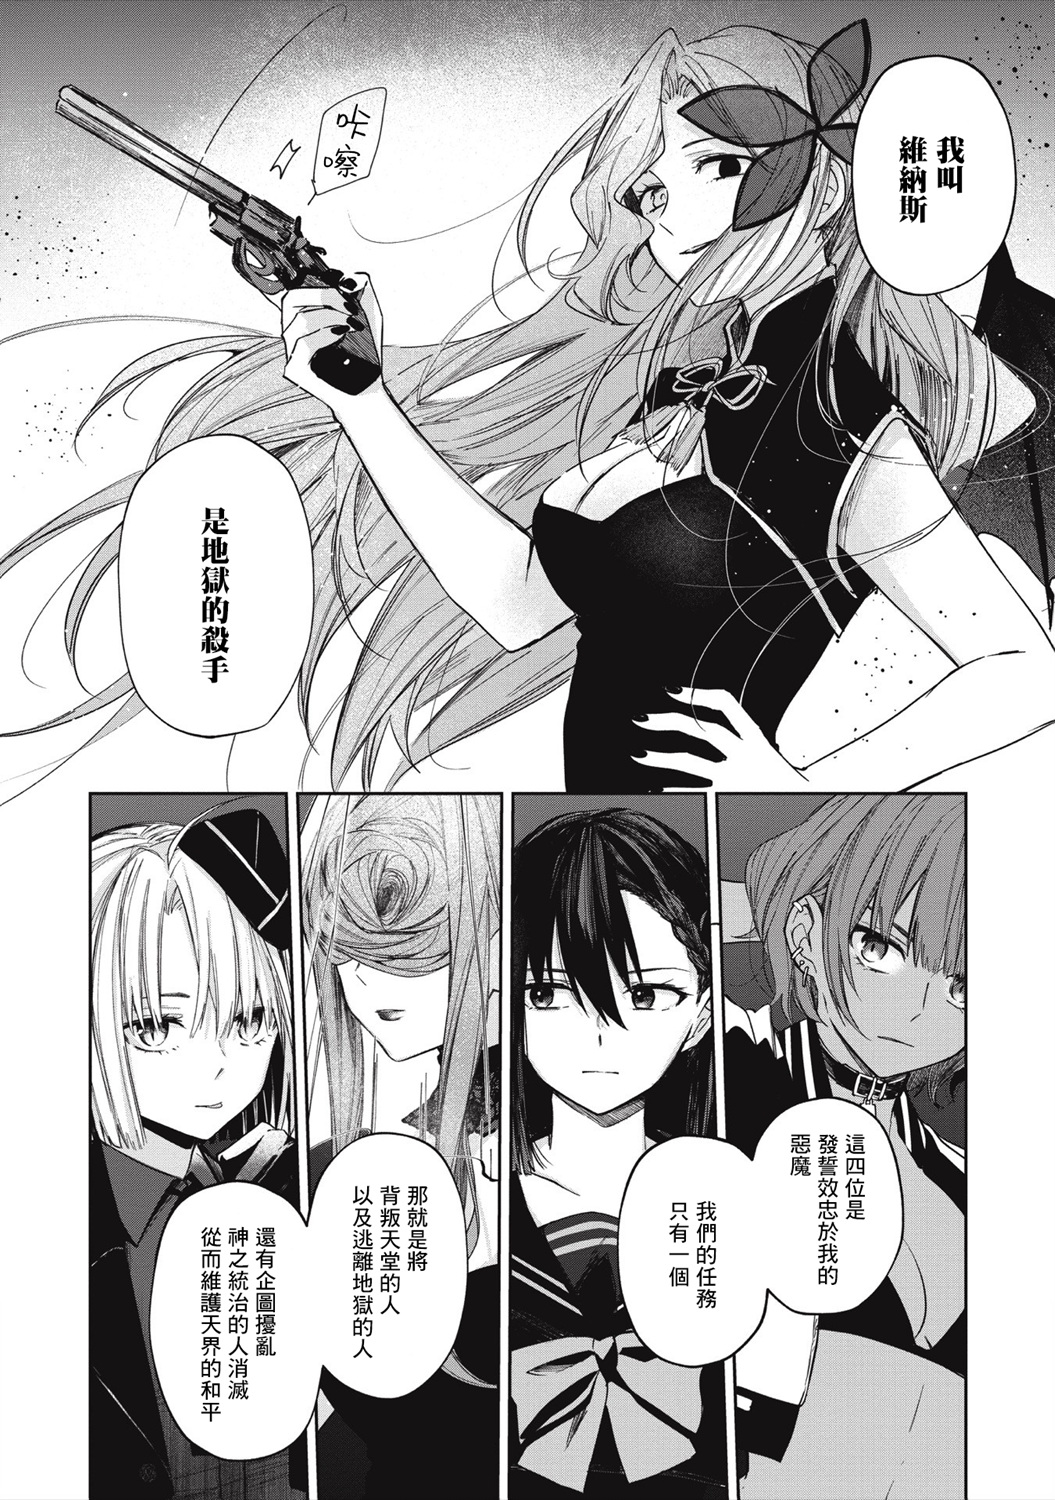 我叫
維納斯
咔
嚓
是地獄的殺手
這四位是
發誓效忠於我的
惡魔
我們的任務
只有一個
那就是將
背叛天堂的人
以及逃離地獄的人
還有企圖擾亂
神之統治的人消滅
從而維護天界的和平